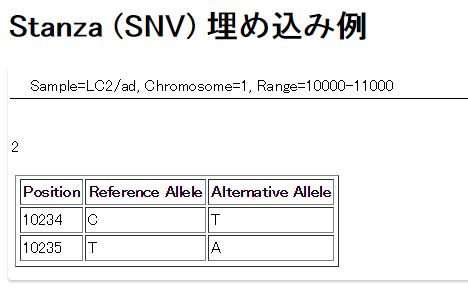 Stanza (SNV) 埋め込み例
Sample=LC2/ad, Chromosome=1, Range=10000-11000
2
Position Reference Allele Alternative Allele
10234 C T
10235 T A